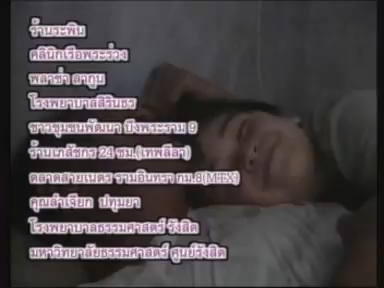 ร้านระพิน
คลินิกเรือพระร่วง
พลาซ่า ลากูน
โรงพยาบาลสิรินธร
ชาวชุมชนพัฒนา บึงพระราม 9
ร้านเภสัชกร 24 ชม.(เทพลีลา)
ตลาดสายเนตร รามอินทรา กม.8(MTX)
คุณลำเจียก ปทุมยา
โรงพยาบาลธรรมศาสตร์ รังสิต
มหาวิทยาลัยธรรมศาสตร์ ศูนย์รังสิต